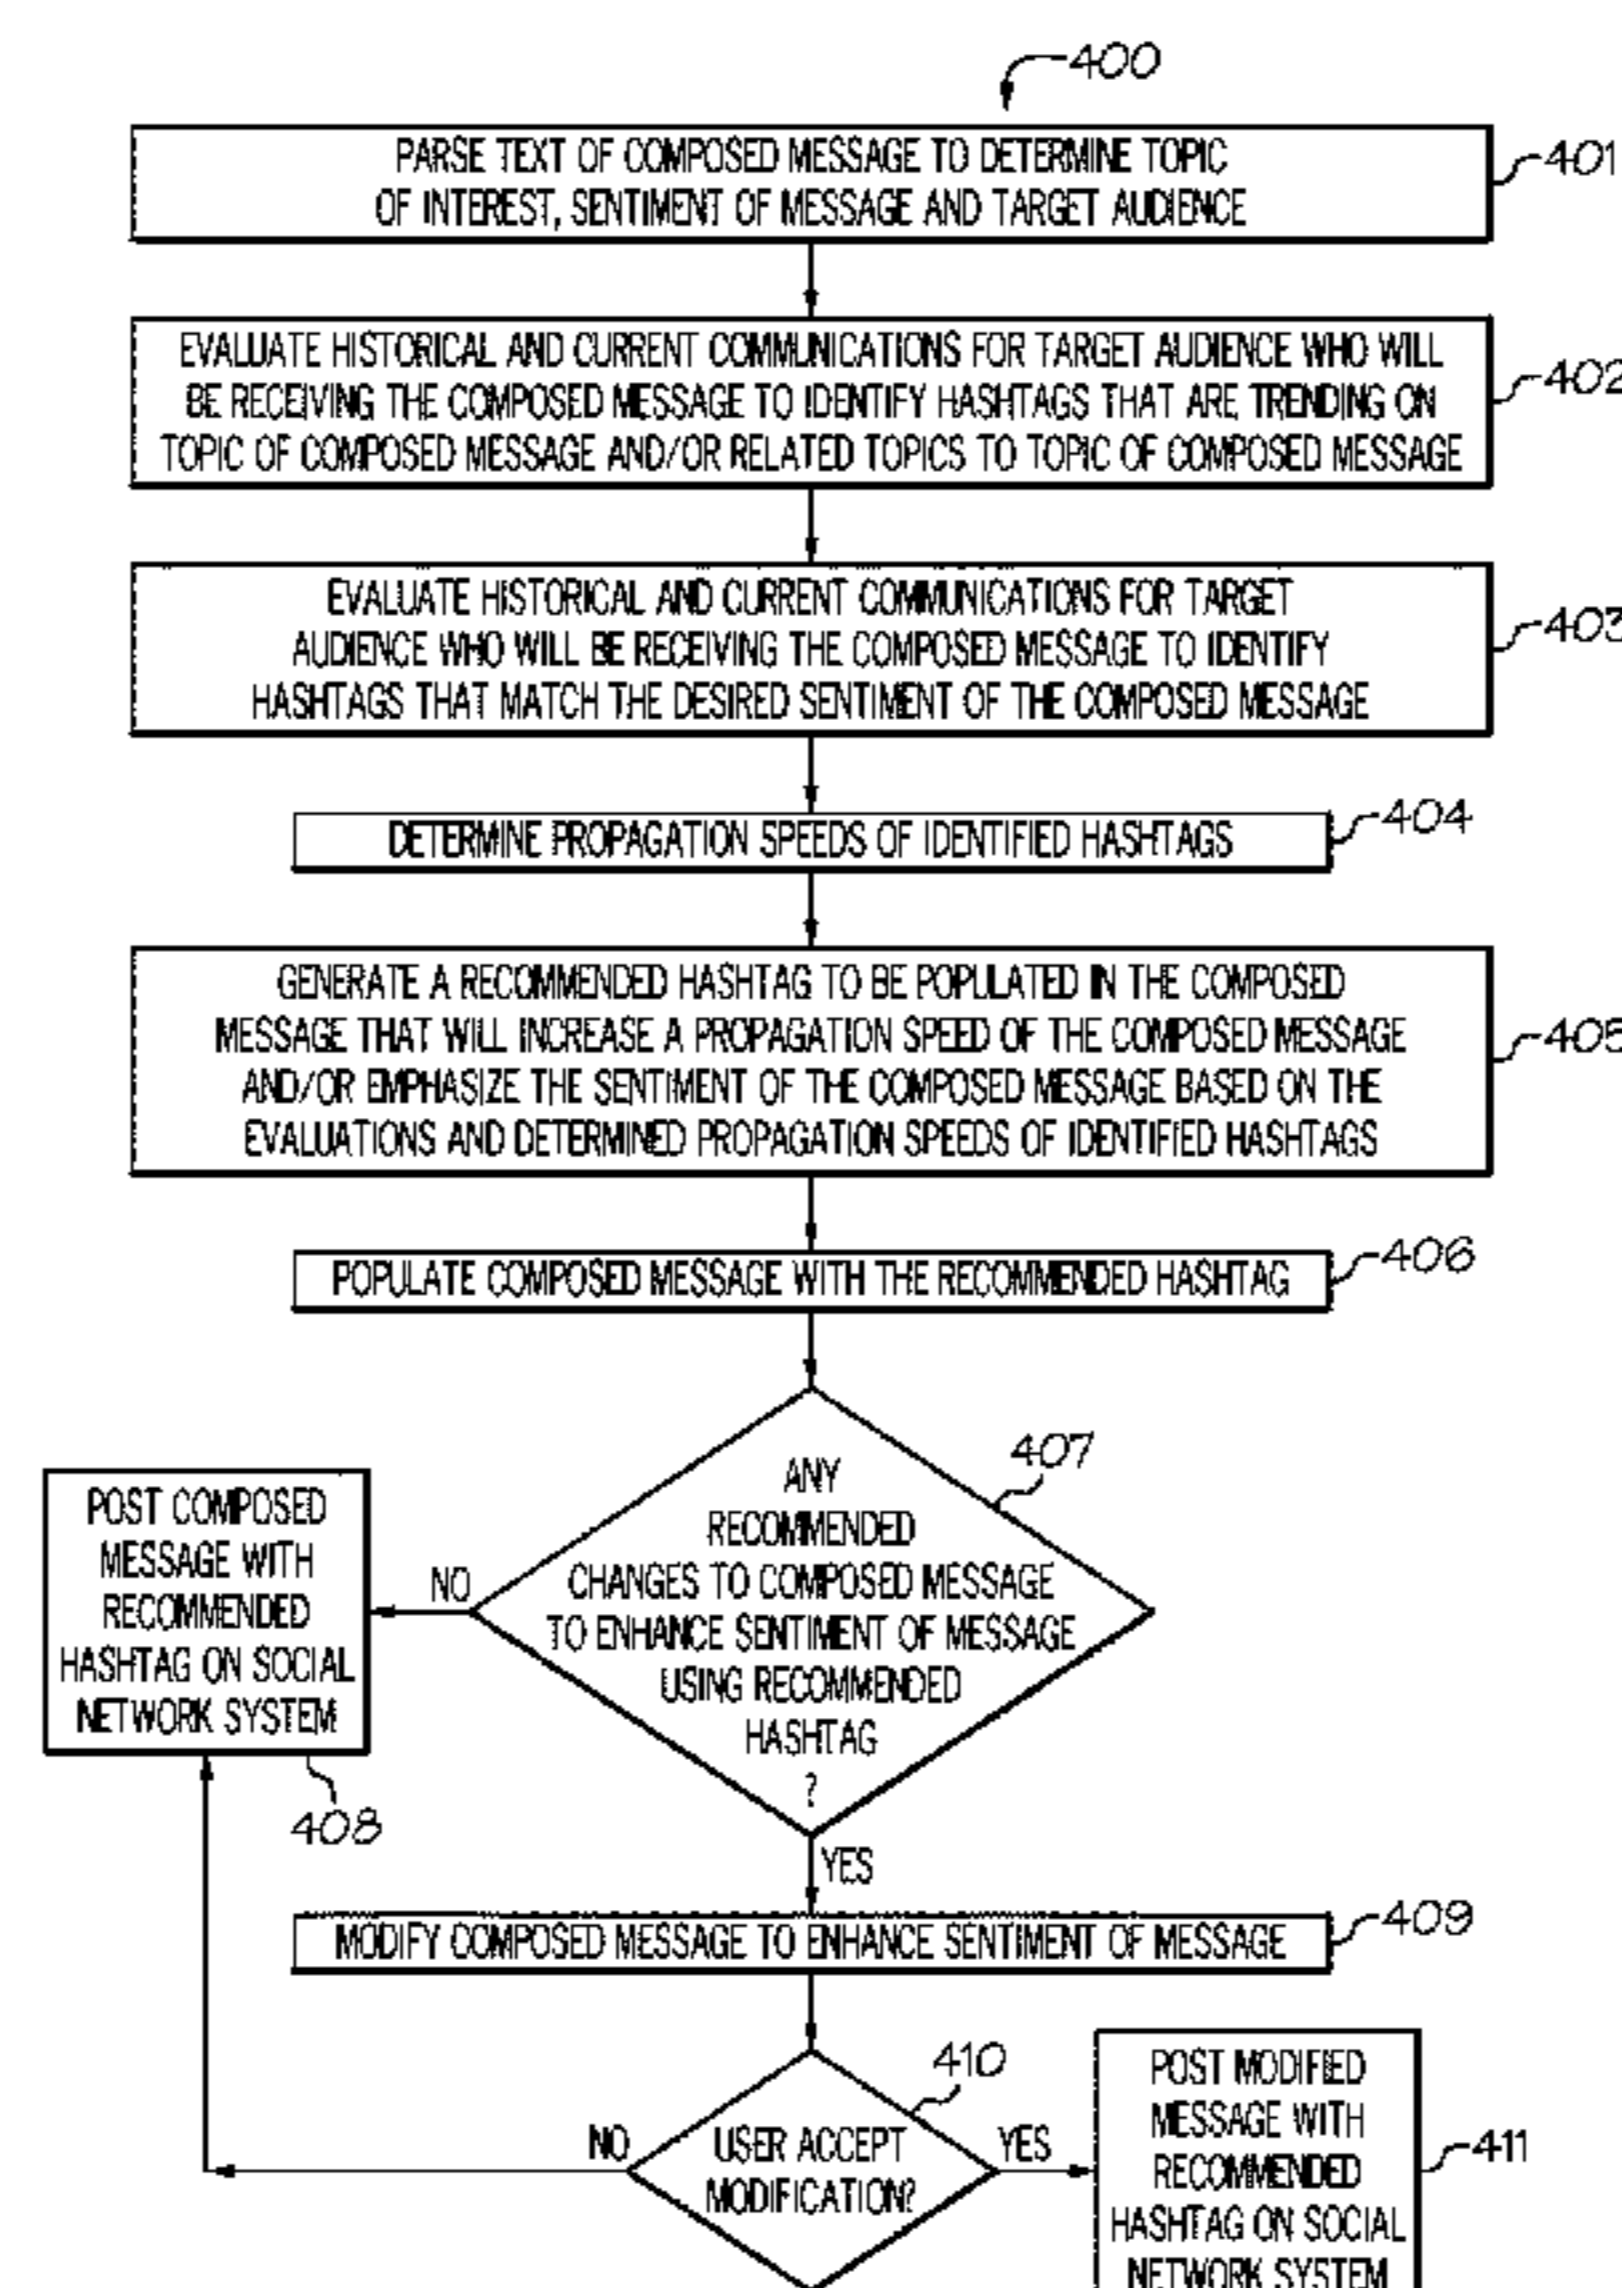 400
PARSE TEXT OF COMPOSED MESSAGE TO DETERMINE TOPIC
OF INTEREST, SENTIMENT OF MESSAGE AND TARGET AUDIENCE
401
EVALUATE HISTORICAL AND CURRENT COMMUNICATIONS FOR TARGET AUDIENCE WHO WILL
BE RECEIVING THE COMPOSED MESSAGE TO IDENTIFY HASHTAGS THAT ARE TRENDING ON
TOPIC OF COMPOSED MESSAGE AND/OR RELATED TOPICS TO TOPIC OF COMPOSED MESSAGE
402
EVALUATE HISTORICAL AND CURRENT COMMUNICATIONS FOR TARGET
AUDIENCE WHO WILL BE RECEIVING THE COMPOSED MESSAGE TO IDENTIFY
HASHTAGS THAT MATCH THE DESIRED SENTIMENT OF THE COMPOSED MESSAGE
403
DETERMINE PROPAGATION SPEEDS OF IDENTIFIED HASHTAGS
404
GENERATE A RECOMMENDED HASHTAG TO BE POPULATED IN THE COMPOSED
MESSAGE THAT WILL INCREASE A PROPAGATION SPEED OF THE COMPOSED MESSAGE
AND/OR EMPHASIZE THE SENTIMENT OF THE COMPOSED MESSAGE BASED ON THE
EVALUATIONS AND DETERMINED PROPAGATION SPEEDS OF IDENTIFIED HASHTAGS
405
POPULATE COMPOSED MESSAGE WITH THE RECOMMENDED HASHTAG
406
ANY
RECOMMENDED
CHANGES TO COMPOSED MESSAGE
TO ENHANCE SENTIMENT OF MESSAGE
USING RECOMMENDED
HASHTAG
?
407
NO
POST COMPOSED
MESSAGE WITH
RECOMMENDED
HASHTAG ON SOCIAL
NETWORK SYSTEM
408
YES
MODIFY COMPOSED MESSAGE TO ENHANCE SENTIMENT OF MESSAGE
409
USER ACCEPT
MODIFICATION?
410
NO
YES
POST MODIFIED
MESSAGE WITH
RECOMMENDED
HASHTAG ON SOCIAL
NETWORK SYSTEM
411